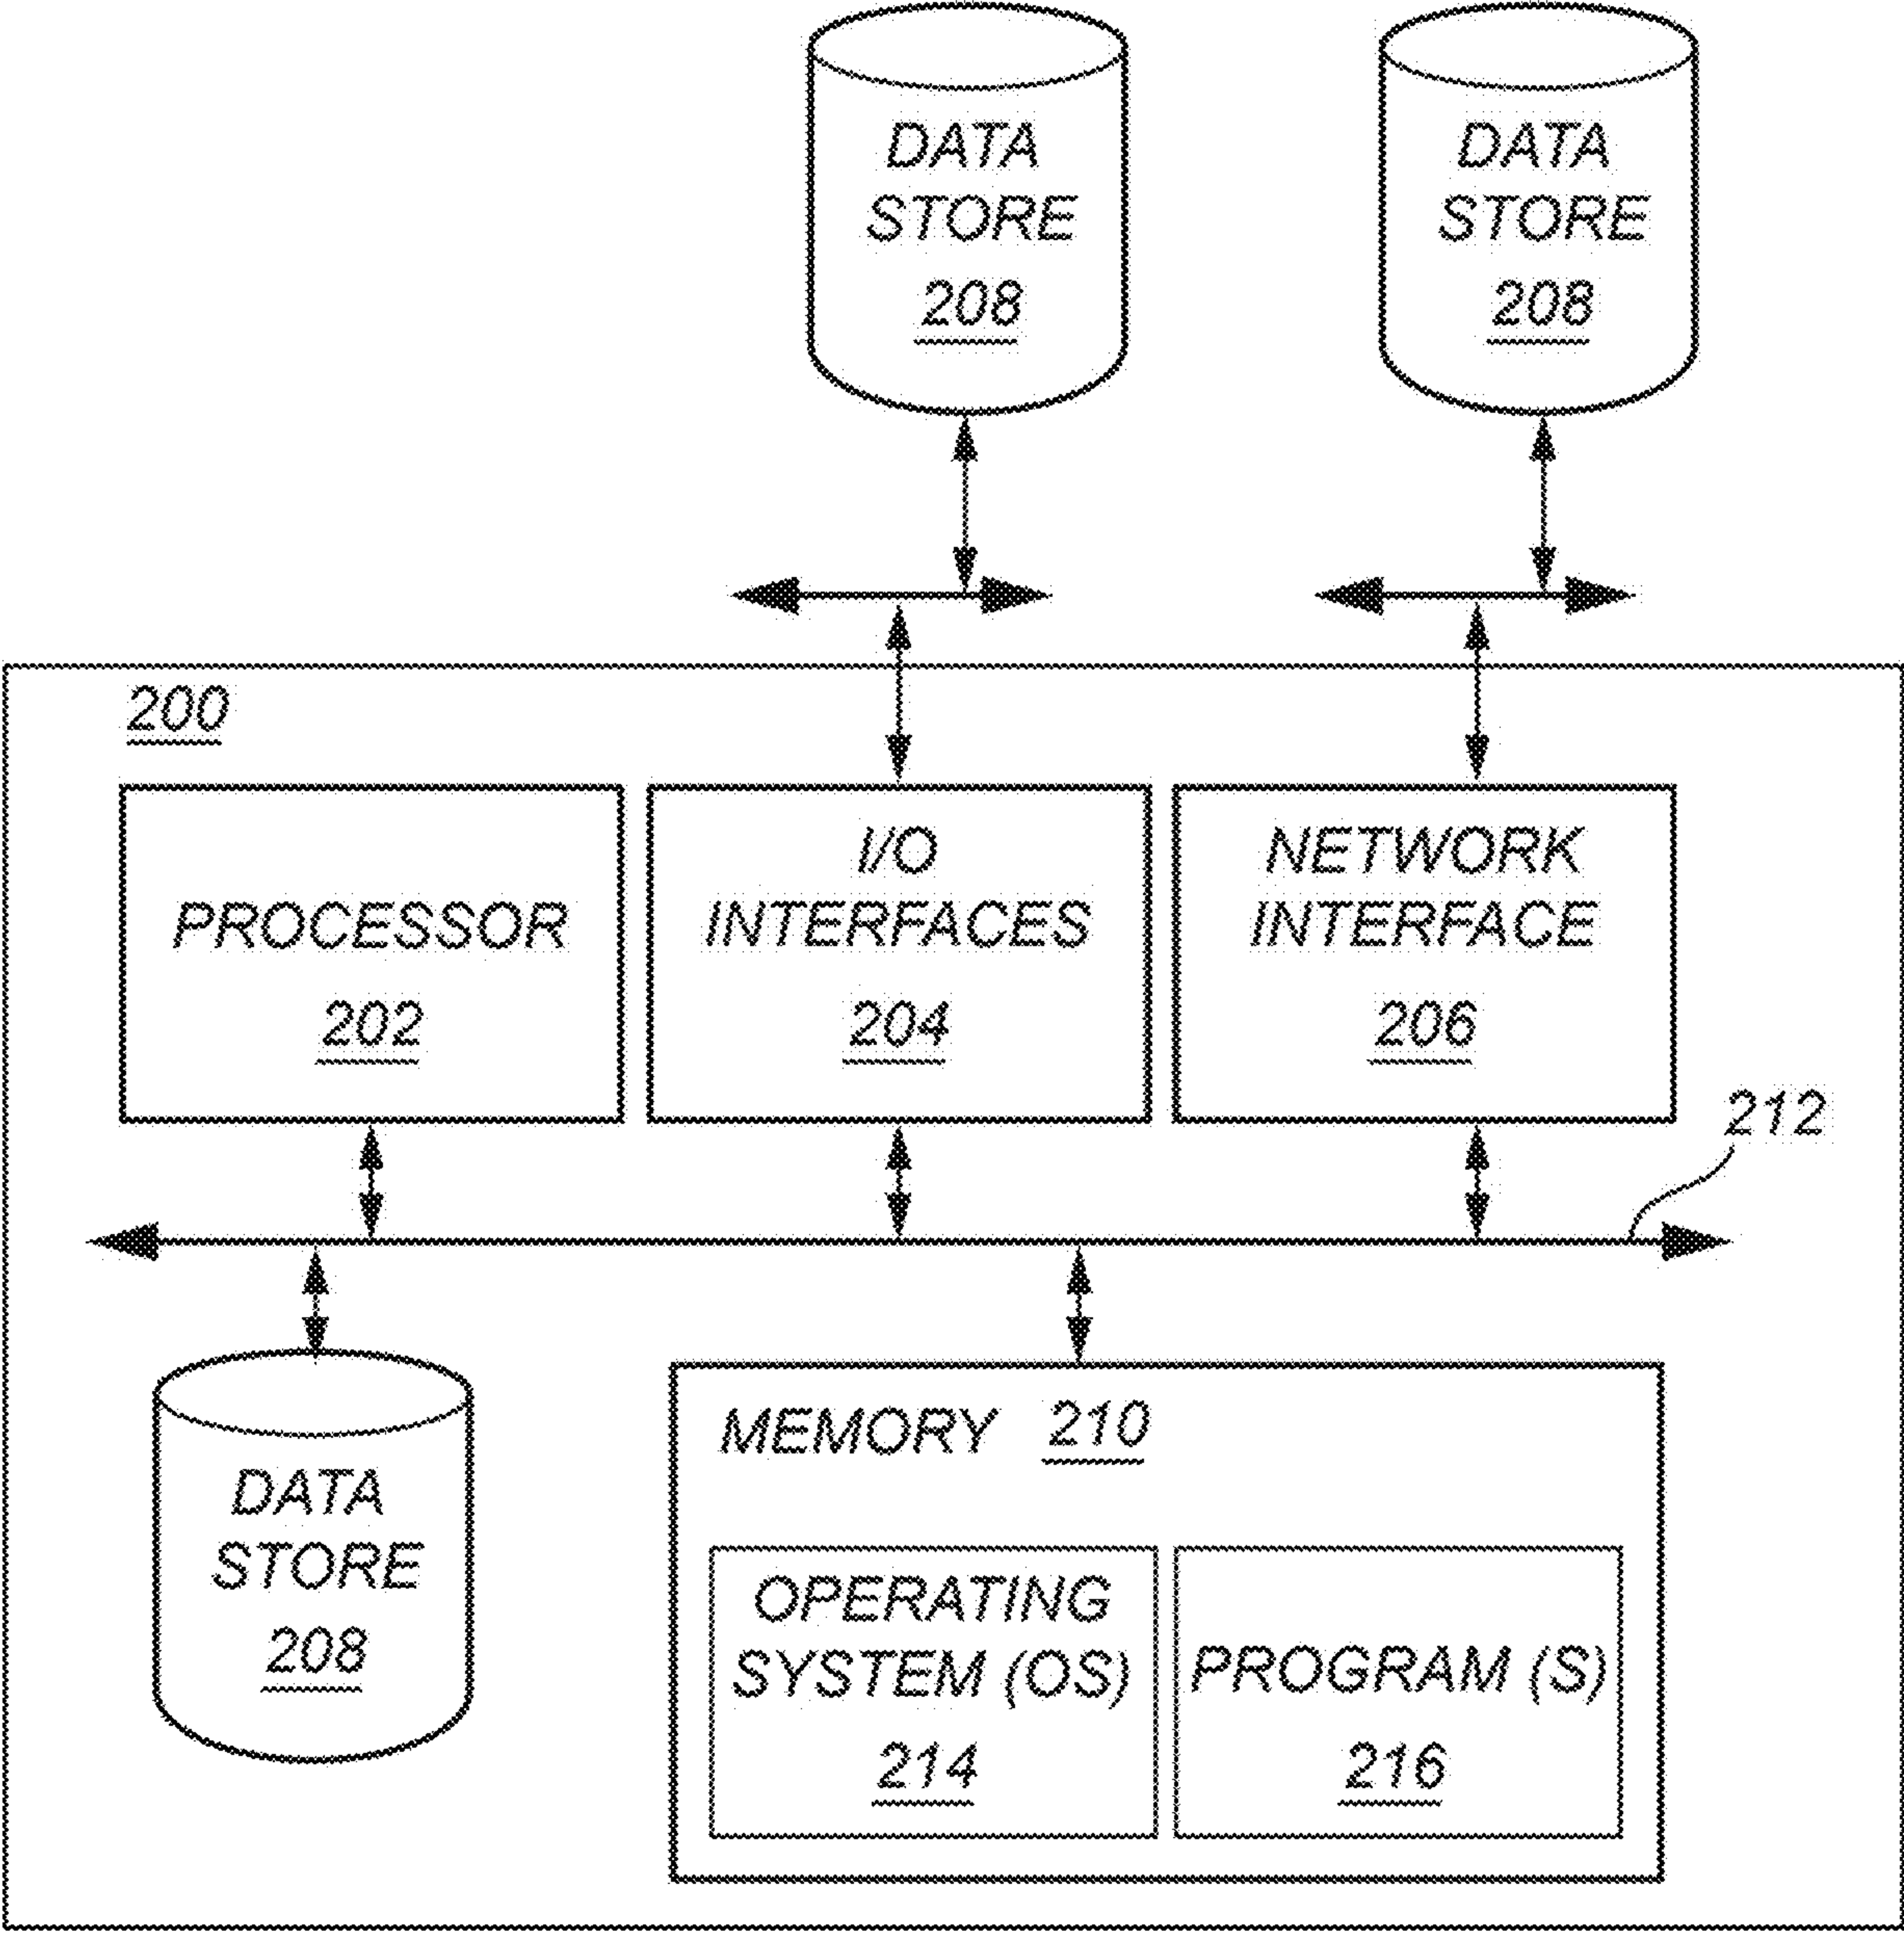 DATA
STORE
208
DATA
STORE
208
200
PROCESSOR
202
I/O
INTERFACES
204
NETWORK
INTERFACE
206
212
DATA
STORE
208
MEMORY 210
OPERATING
SYSTEM (OS)
214
PROGRAM (S)
216